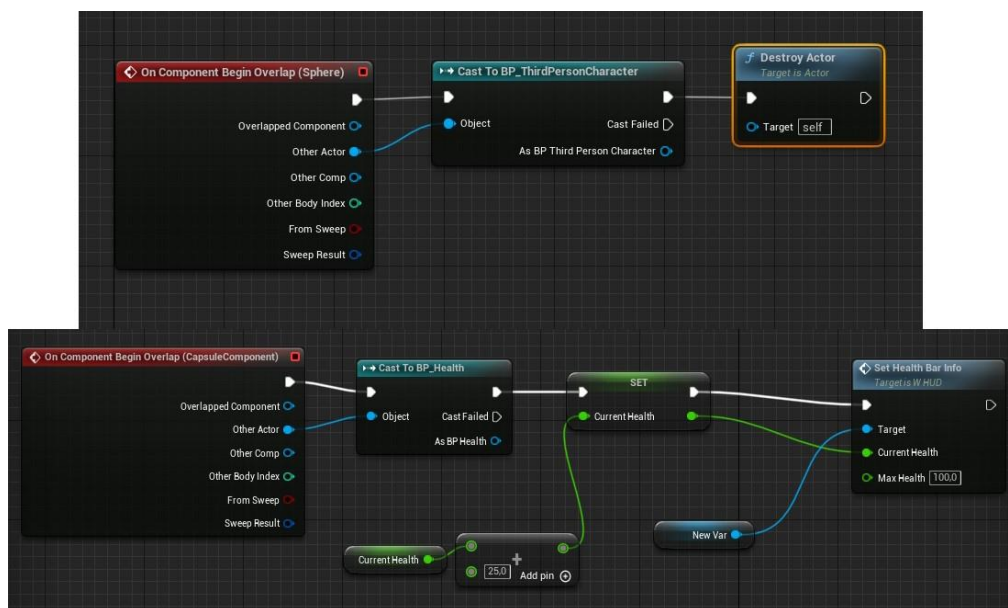 On Component Begin Overlap (Sphere)
Overlapped Component
Other Actor
Other Comp
Other Body Index
From Sweep
Sweep Result
Cast To BP_ThirdPersonCharacter
Object
Cast Failed
As BP Third Person Character
Destroy Actor
Target is Actor
Target self
On Component Begin Overlap (CapsuleComponent)
Overlapped Component
Other Actor
Other Comp
Other Body Index
From Sweep
Sweep Result
Cast To BP_Health
Object
Cast Failed
As BP Health
SET
Current Health
Current Health
25,0
+
Add pin
New Var
Set Health Bar Info
Target is W HUD
Target
Current Health
Max Health 100,0